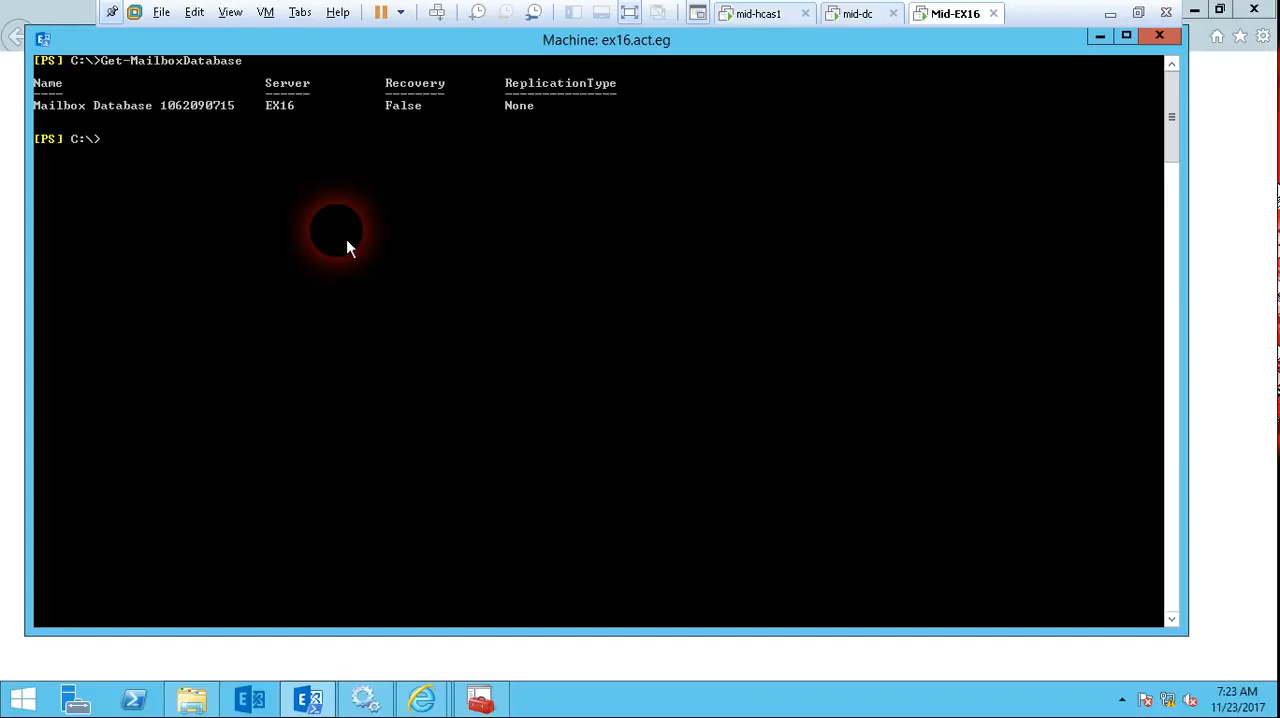 File Edit View VM Tabs Help mid-hcas1 mid-dc Mid-EX16
Machine: ex16.act.eg
[PS] C:\>Get-MailboxDatabase
Name Server Recovery ReplicationType
---- ------ -------- ---------------
Mailbox Database 1062090715 EX16 False None
[PS] C:\>
7:23 AM
11/23/2017